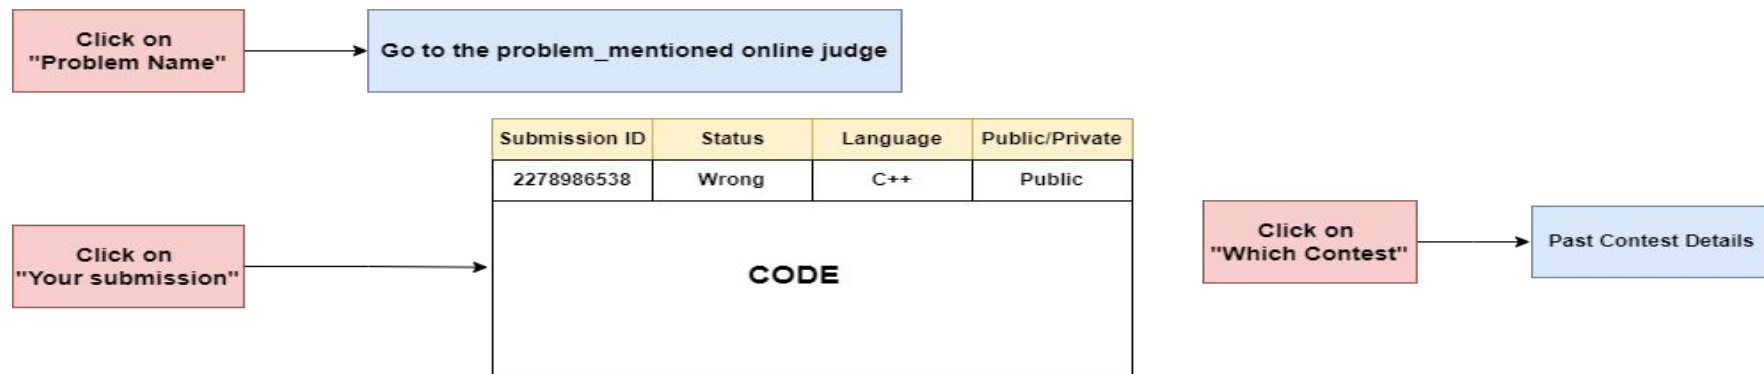 Click on
"Problem Name"
Go to the problem_mentioned online judge
Submission ID Status Language Public/Private
2278986538 Wrong C++ Public
Click on
"Your submission"
CODE
Click on
"Which Contest"
Past Contest Details